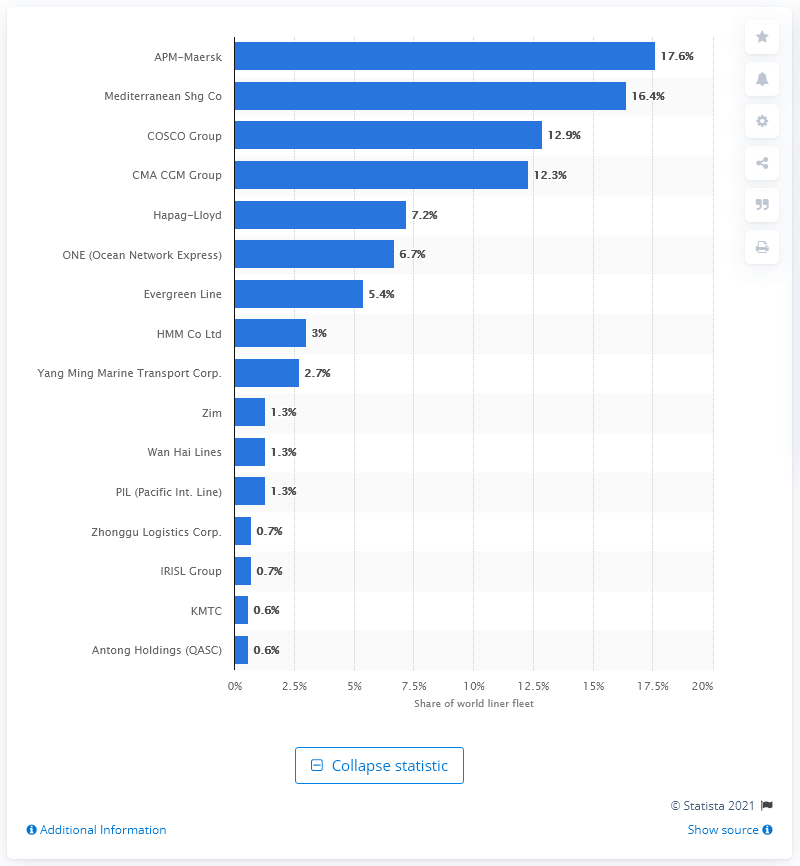 APM-Maersk 17.6%
Mediterranean Shg Co 16.4%
COSCO Group 12.9%
CMA CGM Group 12.3%
Hapag-Lloyd 7.2%
ONE (Ocean Network Express) 6.7%
Evergreen Line 5.4%
HMM Co Ltd 3%
Yang Ming Marine Transport Corp. 2.7%
Zim 1.3%
Wan Hai Lines 1.3%
PIL (Pacific Int. Line) 1.3%
Zhonggu Logistics Corp. 0.7%
IRISL Group 0.7%
KMTC 0.6%
Antong Holdings (QASC) 0.6%
0% 2.5% 5% 7.5% 10% 12.5% 15% 17.5% 20%
Share of world liner fleet
Collapse statistic
© Statista 2021
Additional Information Show source